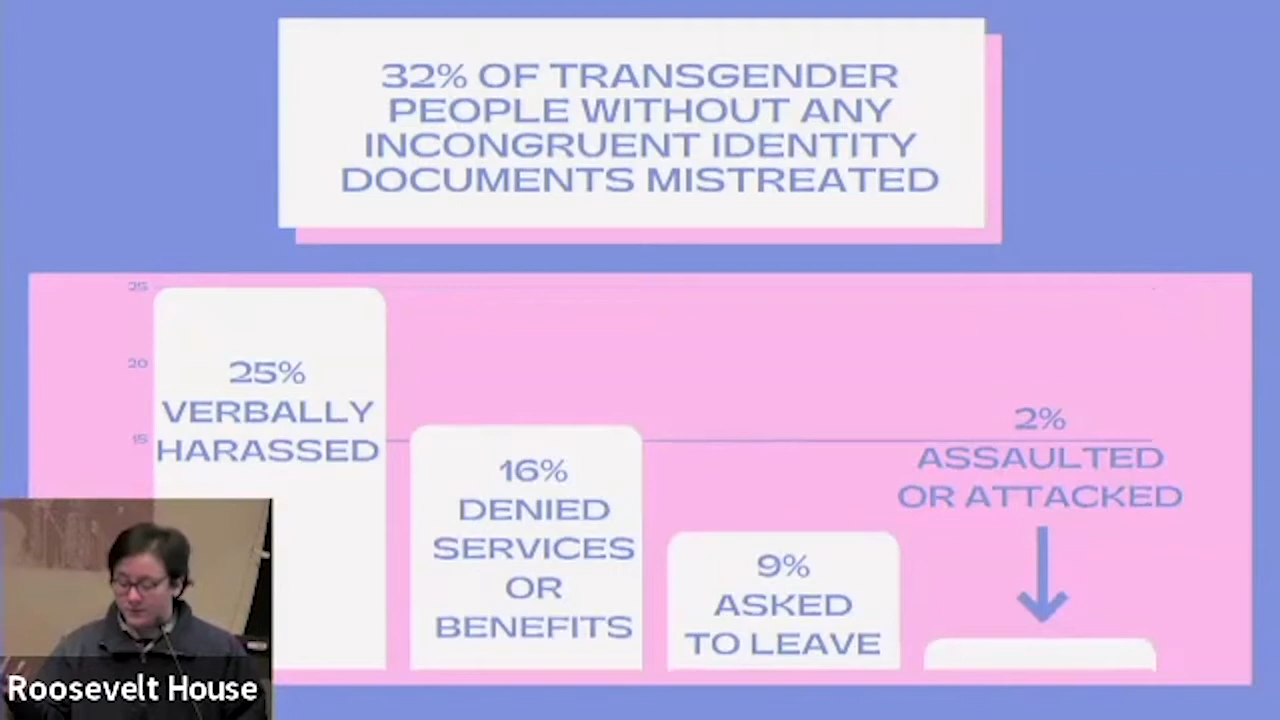 32% OF TRANSGENDER
PEOPLE WITHOUT ANY
INCONGRUENT IDENTITY
DOCUMENTS MISTREATED
25
20
15
25%
VERBALLY
HARASSED
16%
DENIED
SERVICES
OR
BENEFITS
9%
ASKED
TO LEAVE
2%
ASSAULTED
OR ATTACKED
Roosevelt House